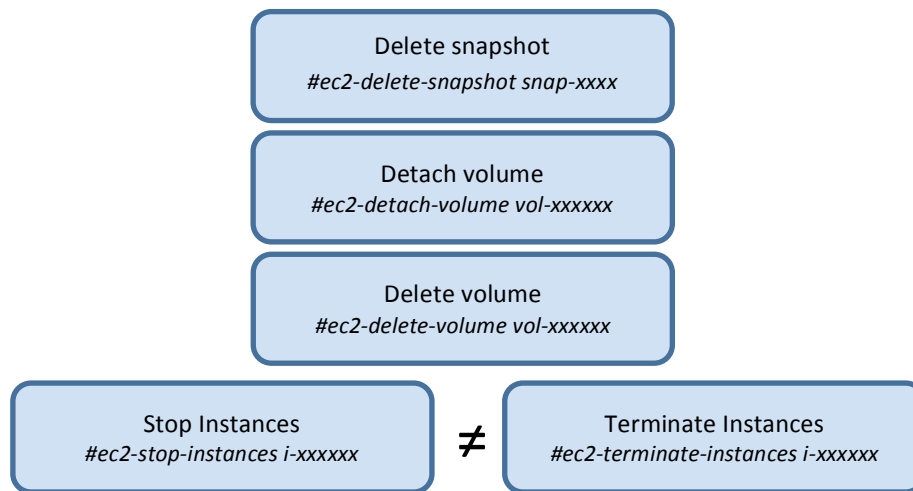 Delete snapshot
#ec2-delete-snapshot snap-xxxx
Detach volume
#ec2-detach-volume vol-xxxxxx
Delete volume
#ec2-delete-volume vol-xxxxxx
Stop Instances
#ec2-stop-instances i-xxxxxx
≠
Terminate Instances
#ec2-terminate-instances i-xxxxxx